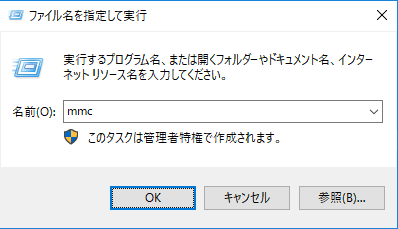 ファイル名を指定して実行
実行するプログラム名、または開くフォルダーやドキュメント名、インター
ネット リソース名を入力してください。
名前(O): mmc
このタスクは管理者特権で作成されます。
OK キャンセル 参照(B)...